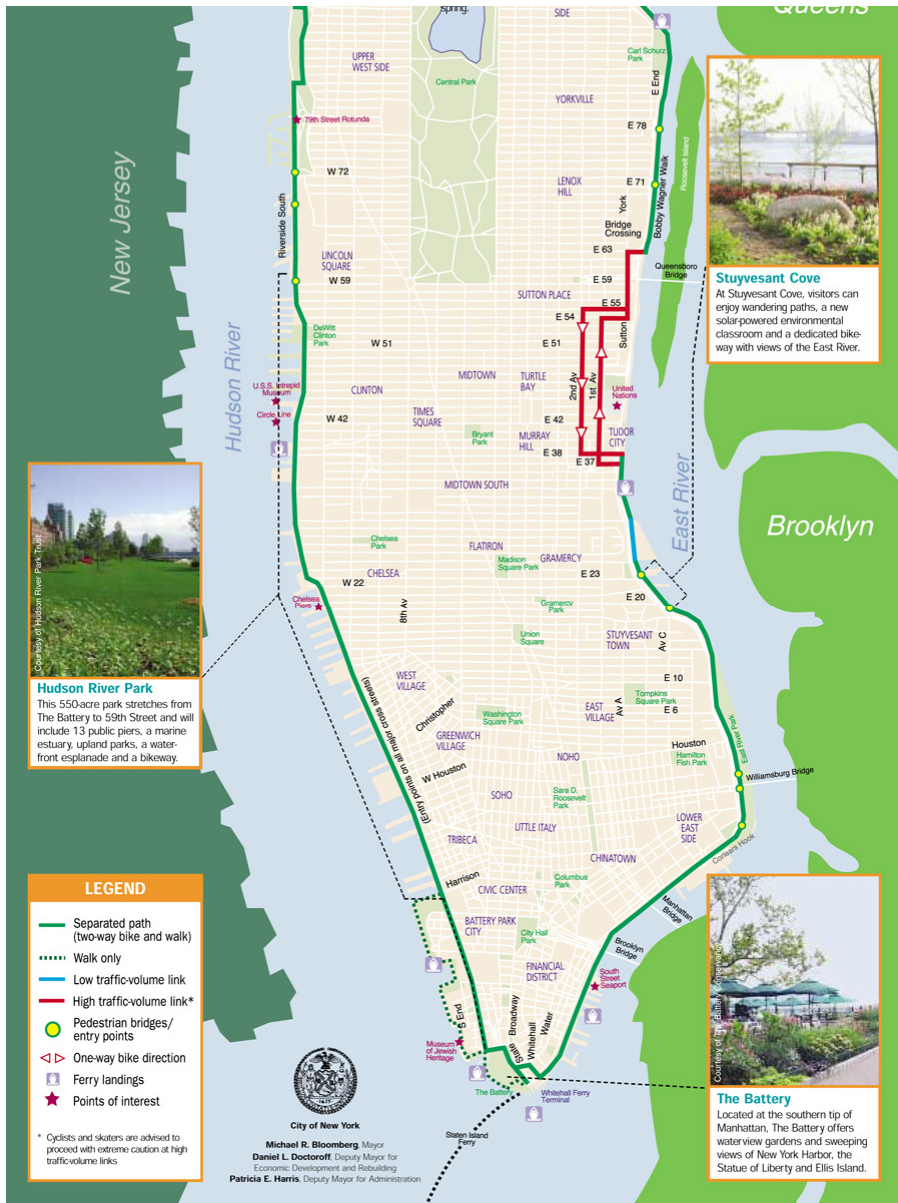 spring.
SIDE
Queens
UPPER
WEST SIDE
Central Park
Carl Schurz
Park
E End
YORKVILLE
79th Street Rotunda
E 78
Roosevelt Island
New Jersey
W 72
LENOX
HILL
E 71
York
Bobby Wagner Walk
Bridge
Crossing
Riverside South
LINCOLN
SQUARE
E 63
Queensboro
Bridge
W 59
E 59
SUTTON PLACE
E 55
E 54
Sutton
DeWitt
Clinton
Park
W 51
E 51
Hudson River
MIDTOWN
TURTLE
BAY
2nd Av
1st Av
United
Nations
U.S.S. Intrepid
Museum
CLINTON
Circle Line
W 42
TIMES
SQUARE
E 42
Bryant
Park
MURRAY
HILL
TUDOR
CITY
E 38
E 37
MIDTOWN SOUTH
East River
Brooklyn
Chelsea
Park
FLATIRON
Madison
Square Park
GRAMERCY
CHELSEA
E 23
W 22
8th Av
Chelsea
Piers
E 20
Gramercy
Park
Union
Square
STUYVESANT
TOWN
Av C
WEST
VILLAGE
E 10
Tompkins
Square Park
Christopher
EAST
VILLAGE
Av A
E 6
Washington
Square Park
GREENWICH
VILLAGE
Houston
East River Park
(Entry points on all major cross streets)
NOHO
Hamilton
Fish Park
W Houston
Williamsburg Bridge
SOHO
Sara D.
Roosevelt
Park
LITTLE ITALY
LOWER
EAST
SIDE
TRIBECA
CHINATOWN
Corlears Hook
Harrison
CIVIC CENTER
Columbus
Park
Manhattan
Bridge
BATTERY PARK
CITY
City Hall
Park
Brooklyn
Bridge
FINANCIAL
DISTRICT
South
Street
Seaport
S End
State
Broadway
Whitehall
Water
Museum
of Jewish
Heritage
The Battery
Whitehall Ferry
Terminal
Staten Island
Ferry
Stuyvesant Cove
At Stuyvesant Cove, visitors can
enjoy wandering paths, a new
solar-powered environmental
classroom and a dedicated bike-
way with views of the East River.
Courtesy of Hudson River Park Trust
Hudson River Park
This 550-acre park stretches from
The Battery to 59th Street and will
include 13 public piers, a marine
estuary, upland parks, a water-
front esplanade and a bikeway.
LEGEND
Separated path
(two-way bike and walk)
Walk only
Low traffic-volume link
High traffic-volume link*
Pedestrian bridges/
entry points
One-way bike direction
Ferry landings
Points of interest
* Cyclists and skaters are advised to
proceed with extreme caution at high
traffic-volume links
City of New York
Michael R. Bloomberg, Mayor
Daniel L. Doctoroff, Deputy Mayor for
Economic Development and Rebuilding
Patricia E. Harris, Deputy Mayor for Administration
Courtesy of The Battery Conservancy
The Battery
Located at the southern tip of
Manhattan, The Battery offers
waterview gardens and sweeping
views of New York Harbor, the
Statue of Liberty and Ellis Island.